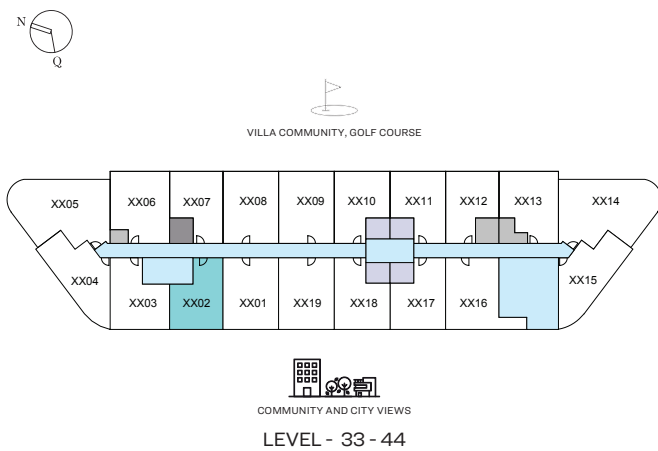 N
Q
VILLA COMMUNITY, GOLF COURSE
XX05 XX06 XX07 XX08 XX09 XX10 XX11 XX12 XX13 XX14
XX04 XX03 XX02 XX01 XX19 XX18 XX17 XX16 XX15
COMMUNITY AND CITY VIEWS
LEVEL - 33 - 44